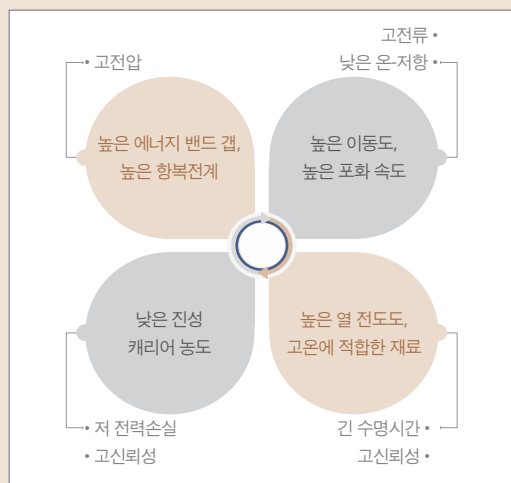 • 고전압
고전류 •
낮은 온-저항 •
높은 에너지 밴드 갭,
높은 항복전계
높은 이동도,
높은 포화 속도
낮은 진성
캐리어 농도
높은 열 전도도,
고온에 적합한 재료
• 저 전력손실
• 고신뢰성
긴 수명시간 •
고신뢰성 •